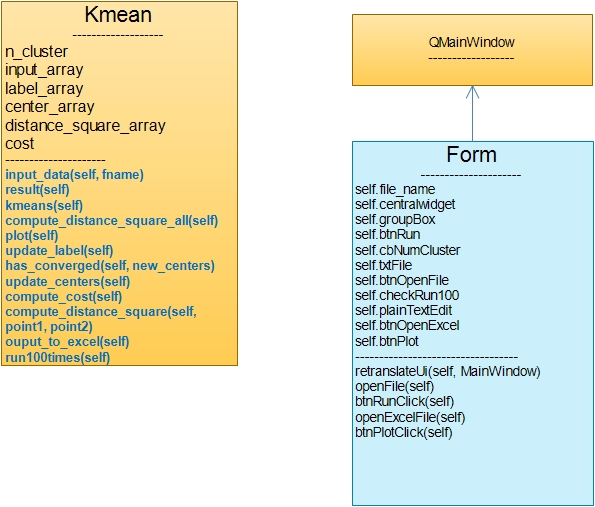 Kmean
-------------------
n_cluster
input_array
label_array
center_array
distance_square_array
cost
---------------------
input_data(self, fname)
result(self)
kmeans(self)
compute_distance_square_all(self)
plot(self)
update_label(self)
has_converged(self, new_centers)
update_centers(self)
compute_cost(self)
compute_distance_square(self,
point1, point2)
ouput_to_excel(self)
run100times(self)
QMainWindow
------------------
Form
---------------------
self.file_name
self.centralwidget
self.groupBox
self.btnRun
self.cbNumCluster
self.txtFile
self.btnOpenFile
self.checkRun100
self.plainTextEdit
self.btnOpenExcel
self.btnPlot
----------------------------------
retranslateUi(self, MainWindow)
openFile(self)
btnRunClick(self)
openExcelFile(self)
btnPlotClick(self)